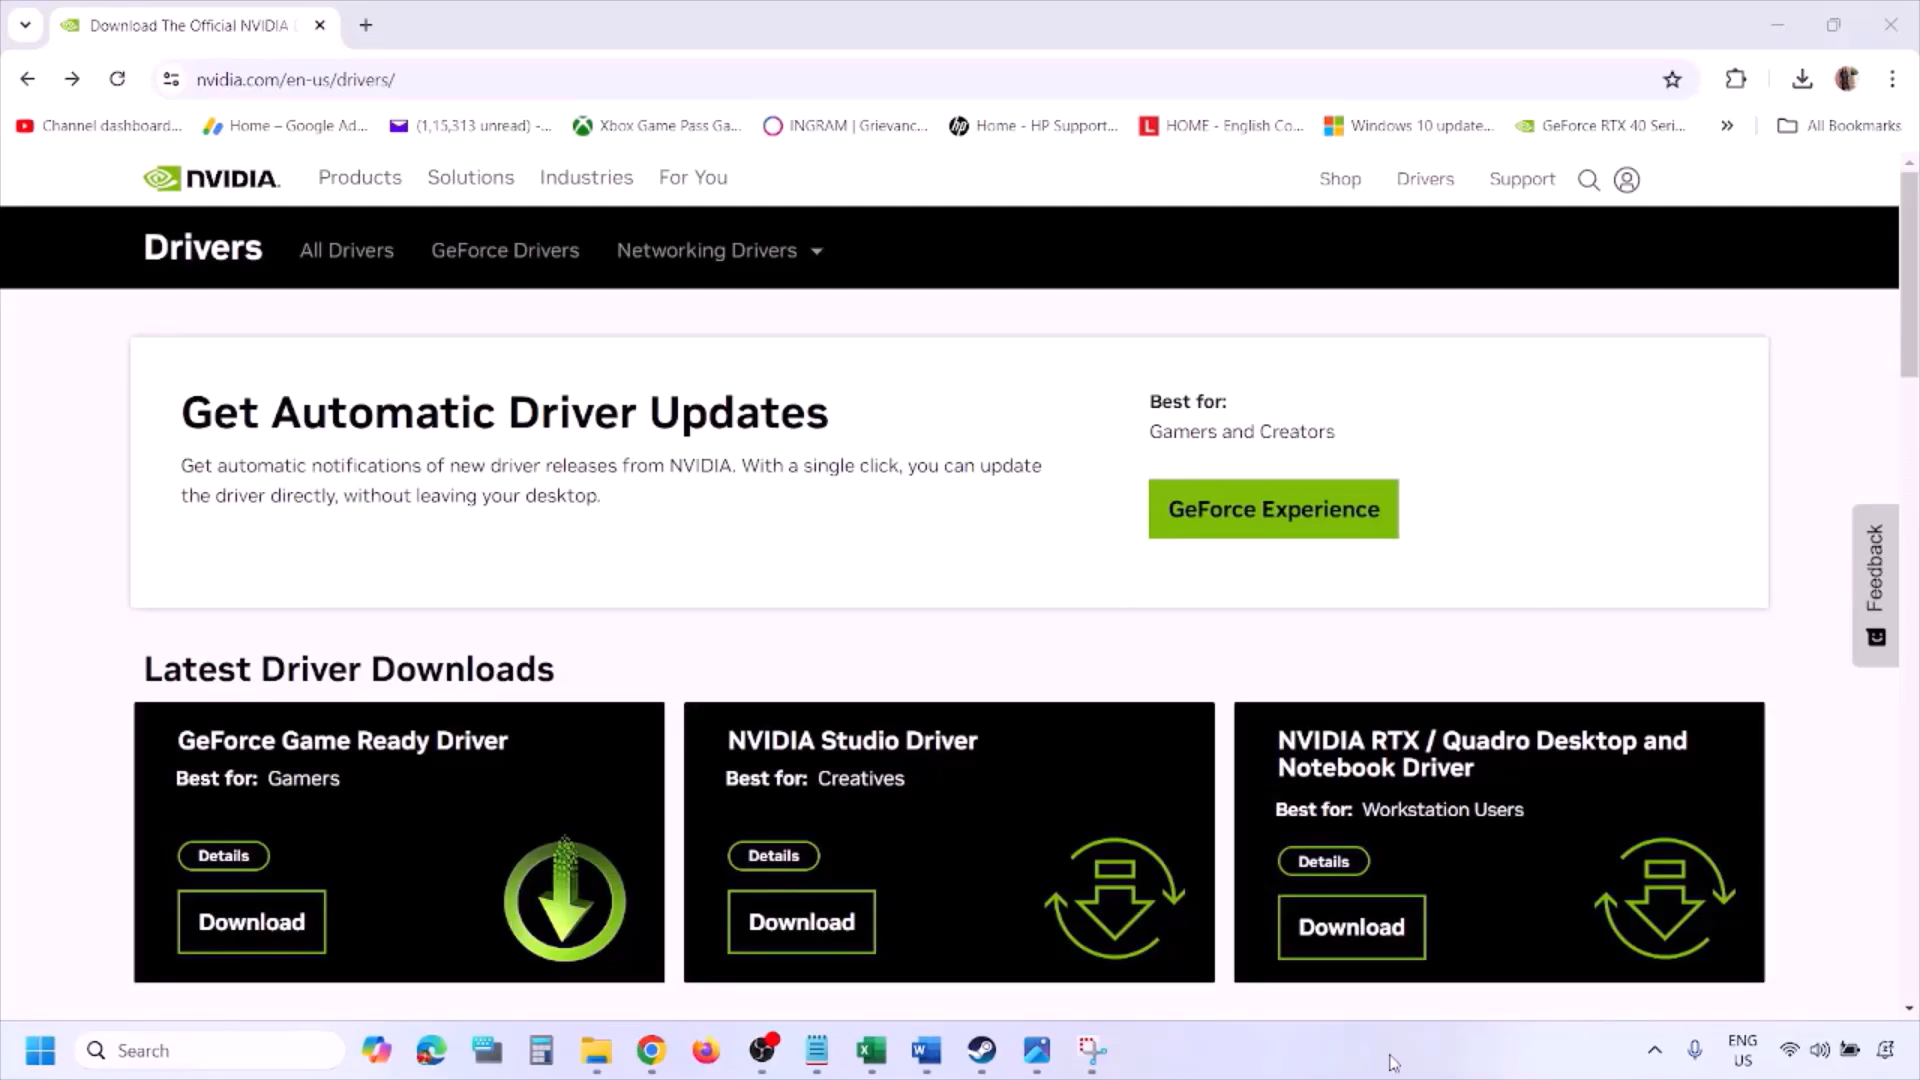 Download The Official NVIDIA
nvidia.com/en-us/drivers/
Channel dashboard...
Home – Google Ad...
(1,15,313 unread) -...
Xbox Game Pass Ga...
INGRAM | Grievanc...
Home - HP Support...
HOME - English Co...
Windows 10 update...
GeForce RTX 40 Seri...
All Bookmarks
NVIDIA.
Products
Solutions
Industries
For You
Shop
Drivers
Support
Drivers
All Drivers
GeForce Drivers
Networking Drivers
Get Automatic Driver Updates
Get automatic notifications of new driver releases from NVIDIA. With a single click, you can update
the driver directly, without leaving your desktop.
Best for:
Gamers and Creators
GeForce Experience
Feedback
Latest Driver Downloads
GeForce Game Ready Driver
Best for: Gamers
Details
Download
NVIDIA Studio Driver
Best for: Creatives
Details
Download
NVIDIA RTX / Quadro Desktop and
Notebook Driver
Best for: Workstation Users
Details
Download
Search
ENG
US